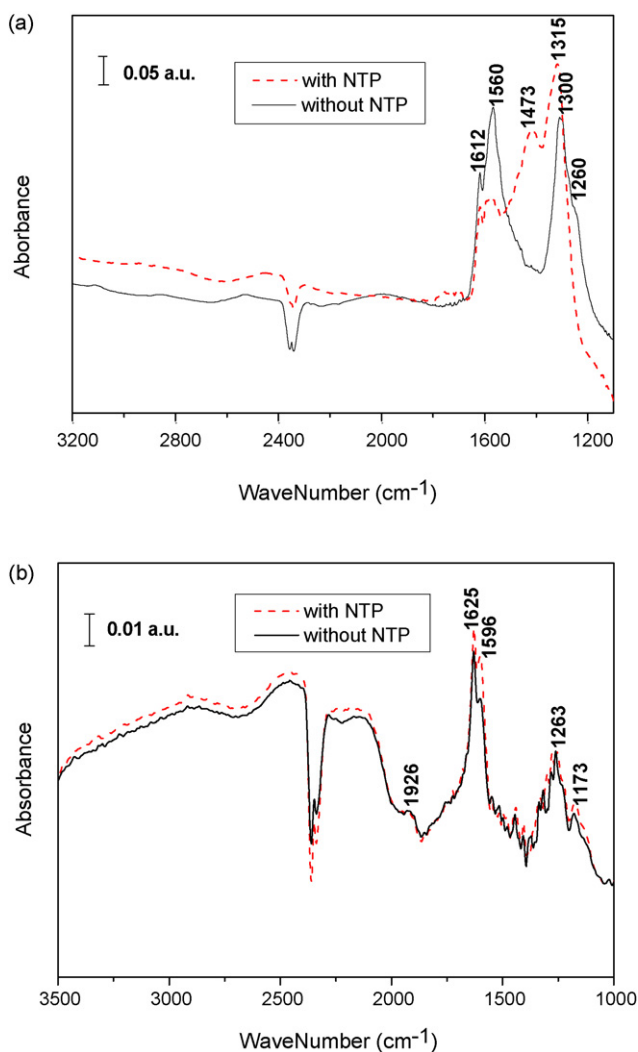 (a)
0.05 a.u.
with NTP
without NTP
1612
1560
1473
1315
1300
1260
Aborbance
3200 2800 2400 2000 1600 1200
WaveNumber (cm-1)
(b)
0.01 a.u.
with NTP
without NTP
1926
1625
1596
1263
1173
Absorbance
3500 3000 2500 2000 1500 1000
WaveNumber (cm-1)